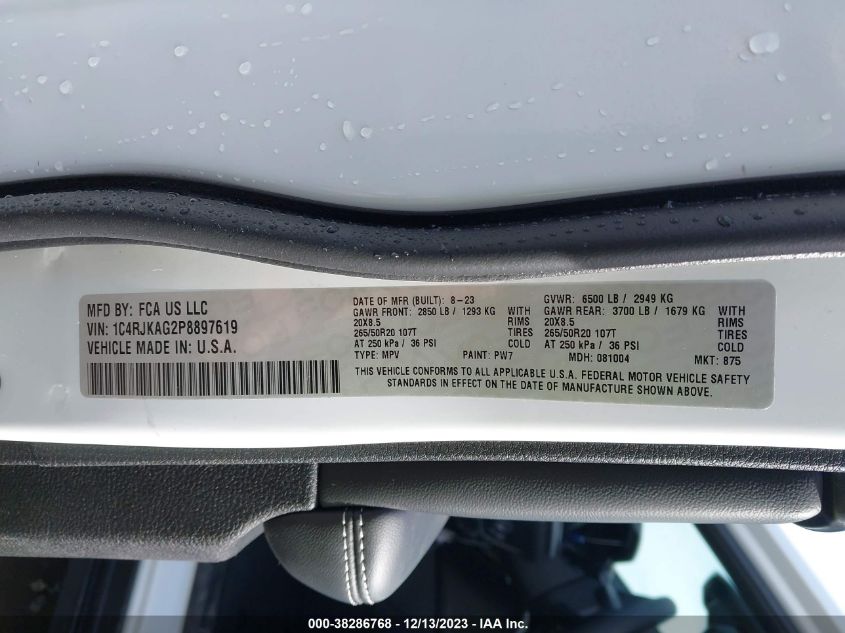 MFD BY: FCA US LLC
VIN: 1C4RJKAG2P8897619
VEHICLE MADE IN: U.S.A.
DATE OF MFR (BUILT): 8-23 GVWR: 6500 LB / 2949 KG
GAWR FRONT: 2850 LB / 1293 KG WITH GAWR REAR: 3700 LB / 1679 KG WITH
20X8.5 RIMS 20X8.5 RIMS
265/50R20 107T TIRES 265/50R20 107T TIRES
AT 250 kPa / 36 PSI COLD AT 250 kPa / 36 PSI COLD
TYPE: MPV PAINT: PW7 MDH: 081004 MKT: 875
THIS VEHICLE CONFORMS TO ALL APPLICABLE U.S.A. FEDERAL MOTOR VEHICLE SAFETY
STANDARDS IN EFFECT ON THE DATE OF MANUFACTURE SHOWN ABOVE.
000-38286768 - 12/13/2023 - IAA Inc.